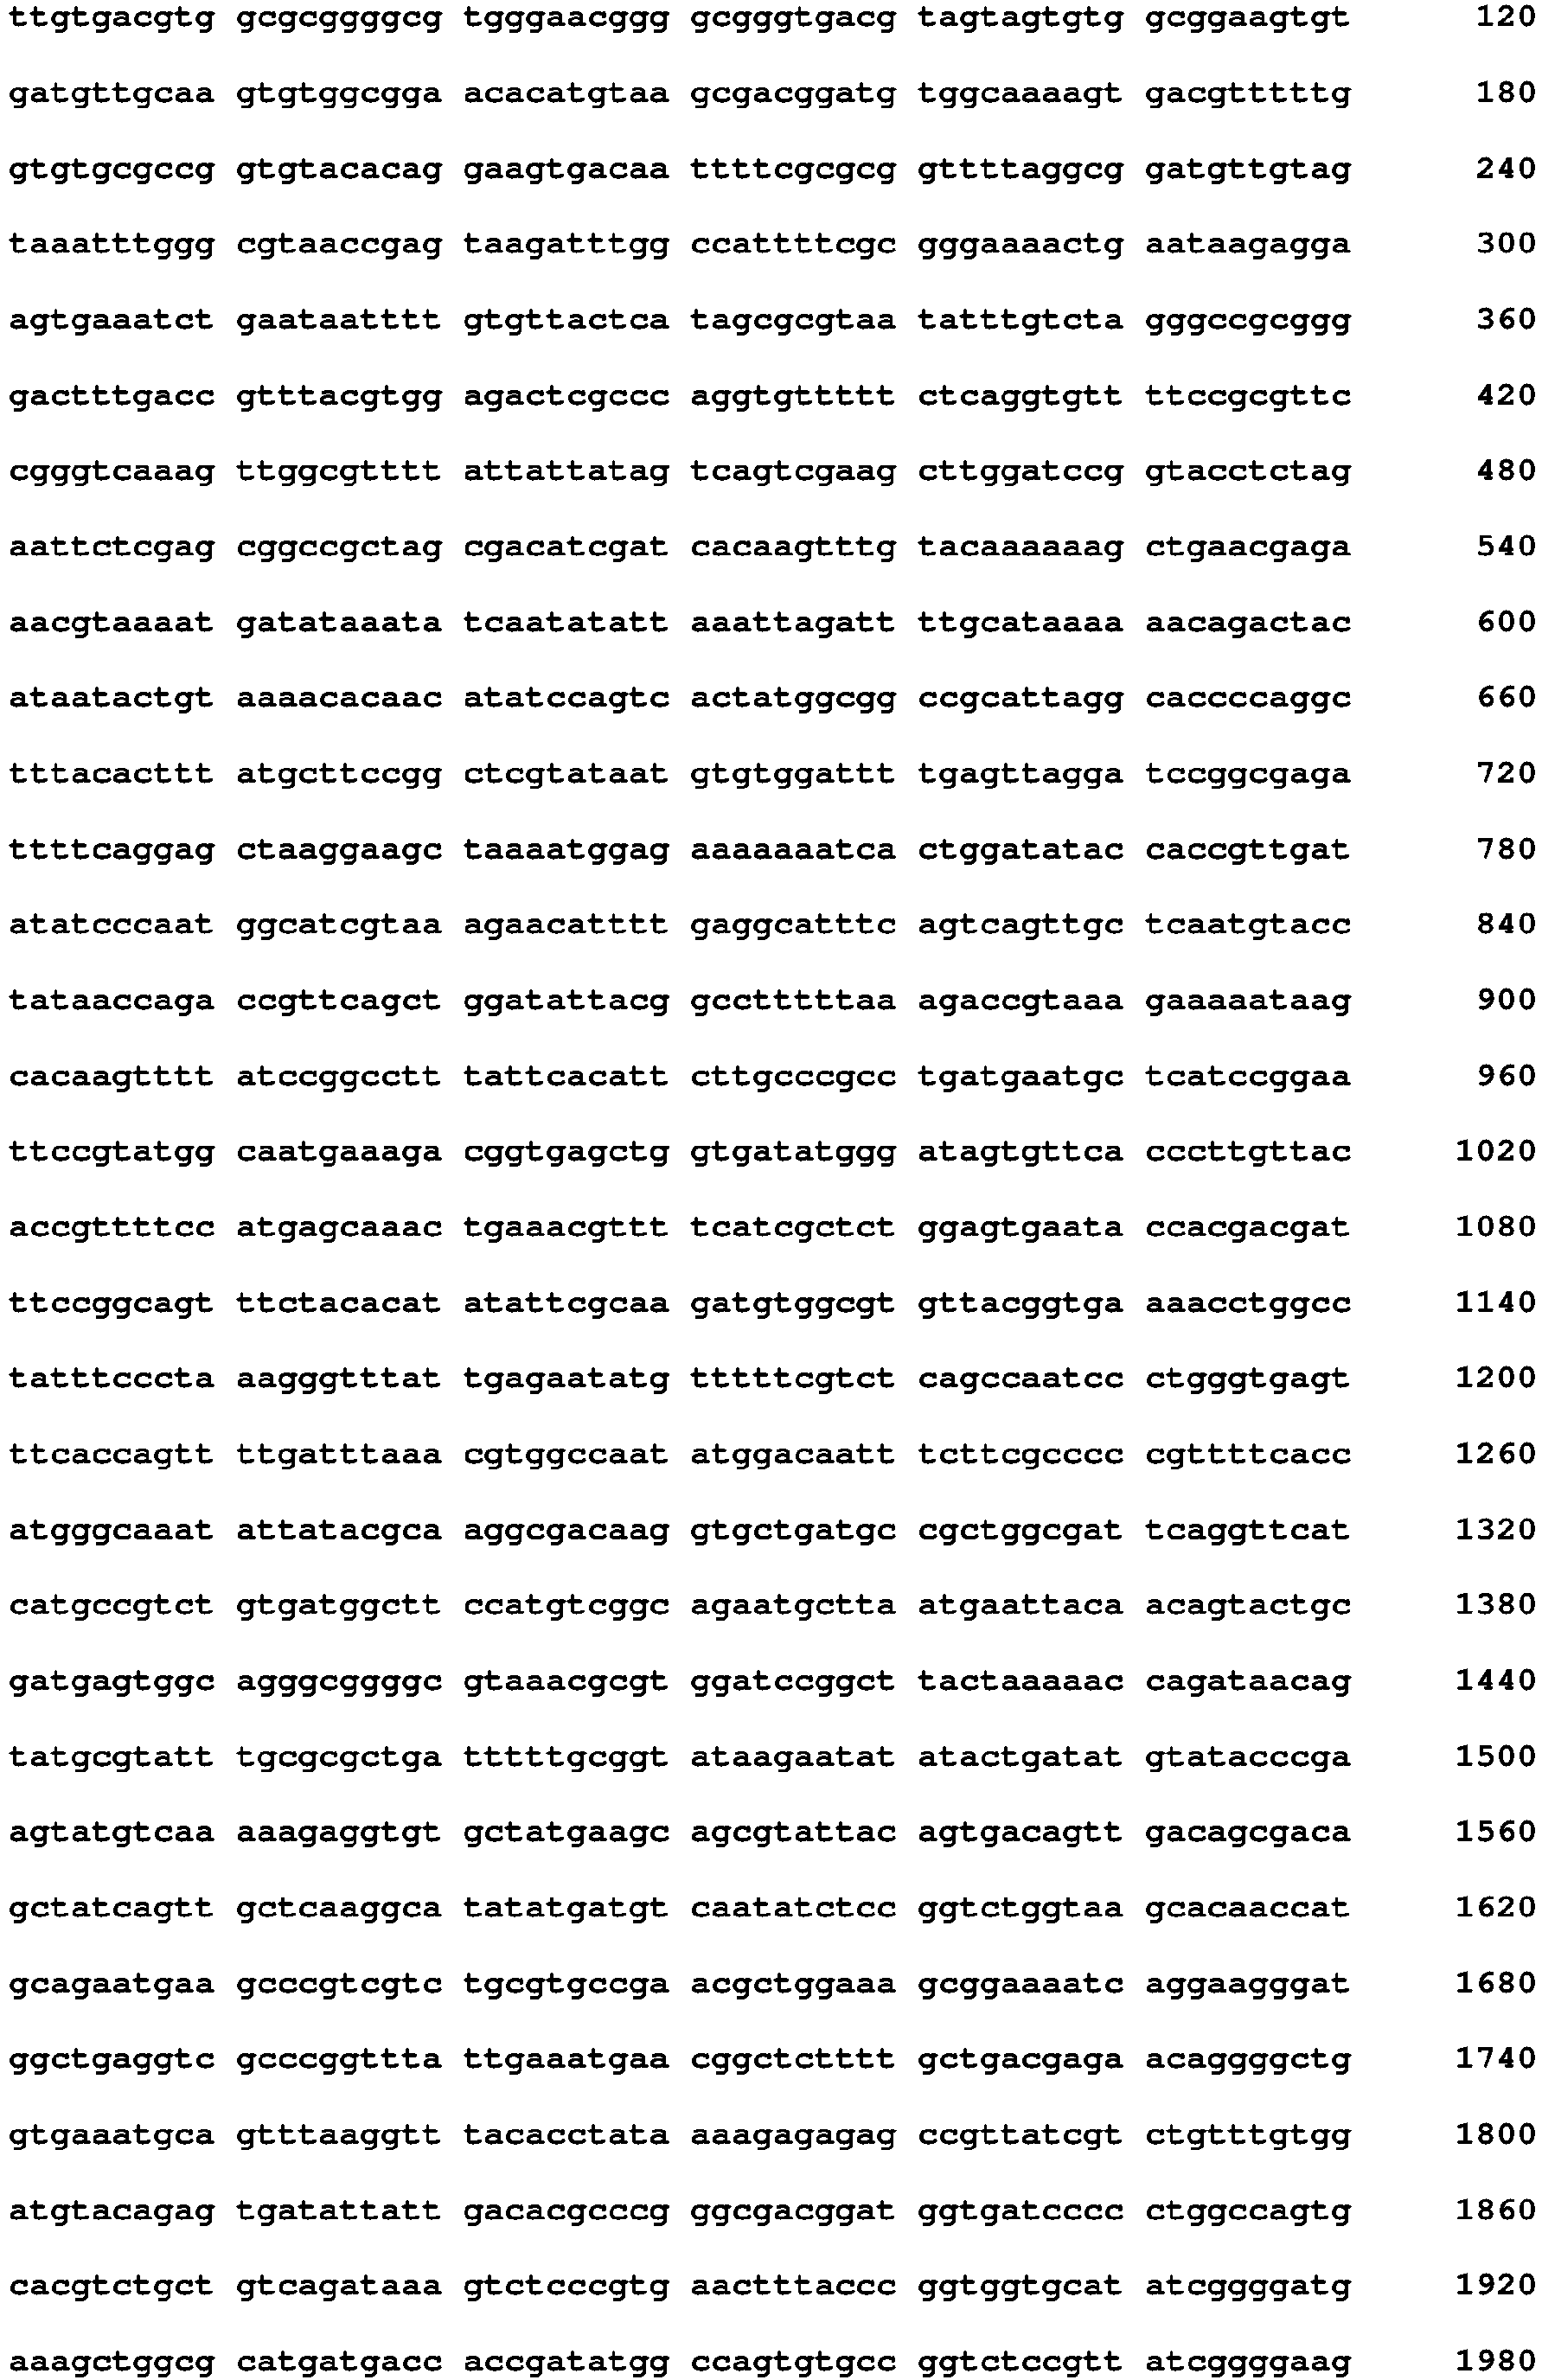 ttgtgacgtg gcgcggggcg tgggaacggg gcgggtgacg tagtagtgtg gcggaagtgt 120
gatgttgcaa gtgtggcgga acacatgtaa gcgacggatg tggcaaaagt gacgtttttg 180
gtgtgcgccg gtgtacacag gaagtgacaa ttttcgcgcg gttttaggcg gatgttgtag 240
taaatttggg cgtaaccgag taagatttgg ccattttcgc gggaaaactg aataagagga 300
agtgaaatct gaataatttt gtgttactca tagcgcgtaa tatttgtcta gggccgcggg 360
gactttgacc gtttacgtgg agactcgccc aggtgttttt ctcaggtgtt ttccgcgttc 420
cgggtcaaag ttggcgtttt attattatag tcagtcgaag cttggatccg gtacctctag 480
aattctcgag cggccgctag cgacatcgat cacaagtttg tacaaaaaag ctgaacgaga 540
aacgtaaaat gatataaata tcaatatatt aaattagatt ttgcataaaa aacagactac 600
ataatactgt aaaacacaac atatccagtc actatggcgg ccgcattagg caccccaggc 660
tttacacttt atgcttccgg ctcgtataat gtgtggattt tgagttagga tccggcgaga 720
ttttcaggag ctaaggaagc taaaatggag aaaaaaatca ctggatatac caccgttgat 780
atatcccaat ggcatcgtaa agaacatttt gaggcatttc agtcagttgc tcaatgtacc 840
tataaccaga ccgttcagct ggatattacg gcctttttaa agaccgtaaa gaaaaataag 900
cacaagtttt atccggcctt tattcacatt cttgcccgcc tgatgaatgc tcatccggaa 960
ttccgtatgg caatgaaaga cggtgagctg gtgatatggg atagtgttca cccttgttac 1020
accgttttcc atgagcaaac tgaaacgttt tcatcgctct ggagtgaata ccacgacgat 1080
ttccggcagt ttctacacat atattcgcaa gatgtggcgt gttacggtga aaacctggcc 1140
tatttcccta aagggtttat tgagaatatg tttttcgtct cagccaatcc ctgggtgagt 1200
ttcaccagtt ttgatttaaa cgtggccaat atggacaatt tcttcgcccc cgttttcacc 1260
atgggcaaat attatacgca aggcgacaag gtgctgatgc cgctggcgat tcaggttcat 1320
catgccgtct gtgatggctt ccatgtcggc agaatgctta atgaattaca acagtactgc 1380
gatgagtggc agggcggggc gtaaacgcgt ggatccggct tactaaaaac cagataacag 1440
tatgcgtatt tgcgcgctga tttttgcggt ataagaatat atactgatat gtatacccga 1500
agtatgtcaa aaagaggtgt gctatgaagc agcgtattac agtgacagtt gacagcgaca 1560
gctatcagtt gctcaaggca tatatgatgt caatatctcc ggtctggtaa gcacaaccat 1620
gcagaatgaa gcccgtcgtc tgcgtgccga acgctggaaa gcggaaaatc aggaagggat 1680
ggctgaggtc gcccggttta ttgaaatgaa cggctctttt gctgacgaga acaggggctg 1740
gtgaaatgca gtttaaggtt tacacctata aaagagagag ccgttatcgt ctgtttgtgg 1800
atgtacagag tgatattatt gacacgcccg ggcgacggat ggtgatcccc ctggccagtg 1860
cacgtctgct gtcagataaa gtctcccgtg aactttaccc ggtggtgcat atcggggatg 1920
aaagctggcg catgatgacc accgatatgg ccagtgtgcc ggtctccgtt atcggggaag 1980